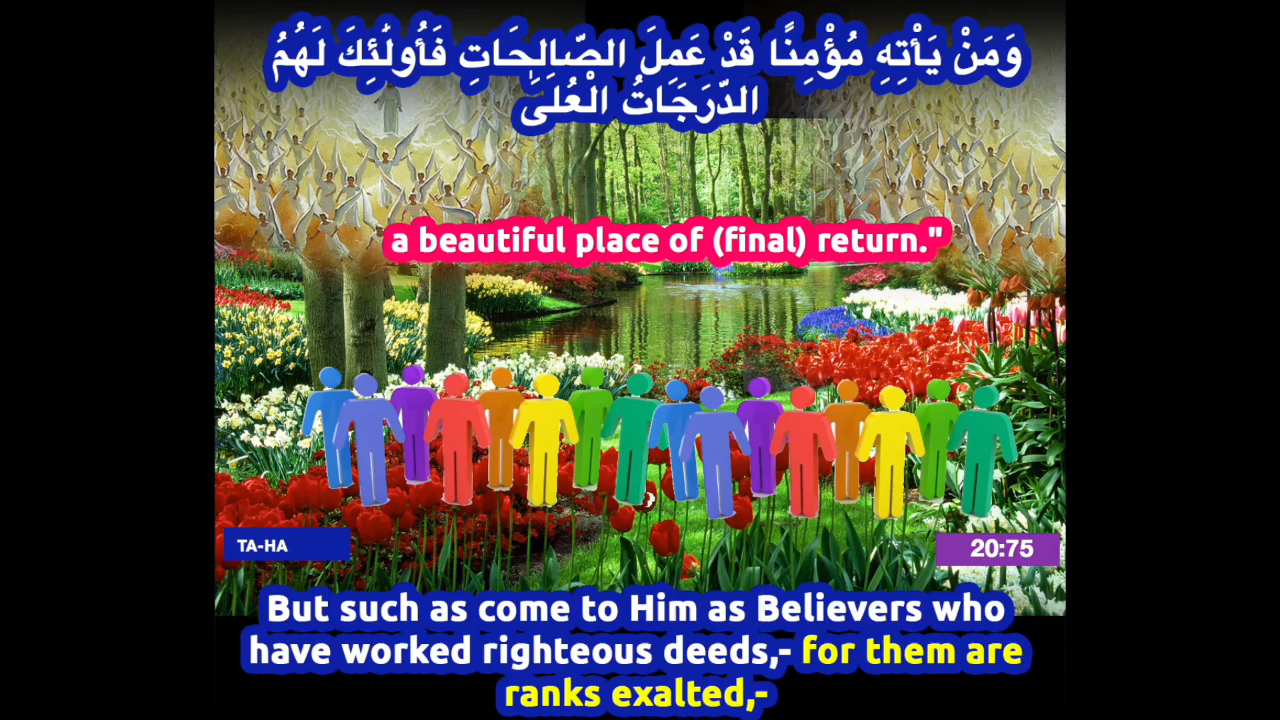 وَمَنْ يَأْتِهِ مُؤْمِنًا قَدْ عَمِلَ الصَّالِحَاتِ فَأُولَٰئِكَ لَهُمُ
الدَّرَجَاتُ الْعُلَىٰ
a beautiful place of (final) return."
TA-HA
20:75
But such as come to Him as Believers who
have worked righteous deeds,- for them are
ranks exalted,-